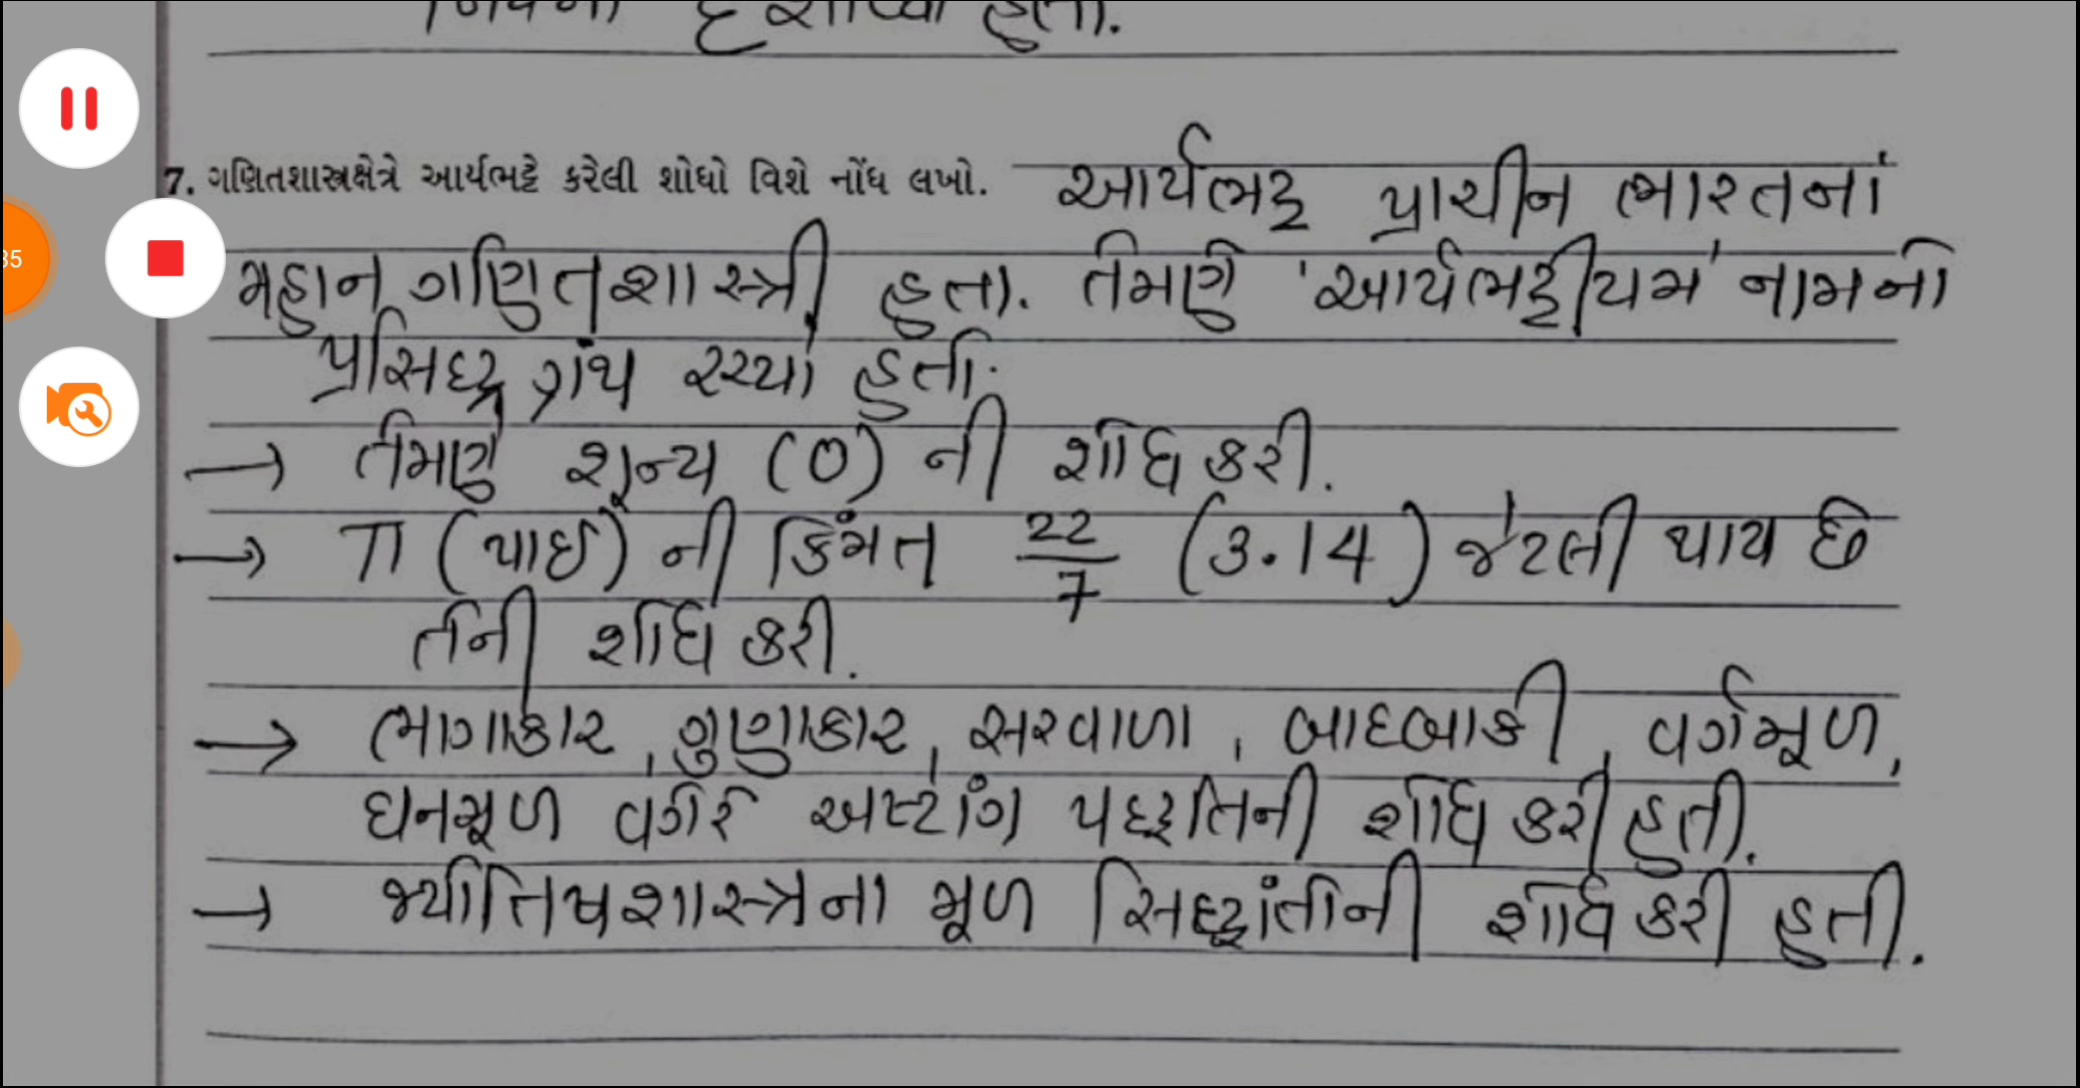 હતા.
7. ગણિતશાસ્ત્રક્ષેત્રે આર્યભટ્ટે કરેલી શોધો વિશે નોંધ લખો. આર્યભટ્ટ પ્રાચીન ભારતનાં
મહાન ગણિતશાસ્ત્રી હતા. તેમણે 'આર્યભટ્ટીયમ' નામનો
35
પ્રસિધ્ધ ગ્રંથ રચ્યો હતો.
→ તેમણે શૂન્ય (0) ની શોધ કરી.
→ π (પાઈ) ની કિંમત 22/7 (3.14) જેટલી થાય છે
તેની શોધ કરી.
→ ભાગાકાર, ગુણાકાર, સરવાળા, બાદબાકી, વર્ગમૂળ,
ઘનમૂળ વગેરે અષ્ટાંગ પદ્ધતિની શોધ કરી હતી.
→ જ્યોતિષશાસ્ત્રના મૂળ સિદ્ધાંતોની શોધ કરી હતી.